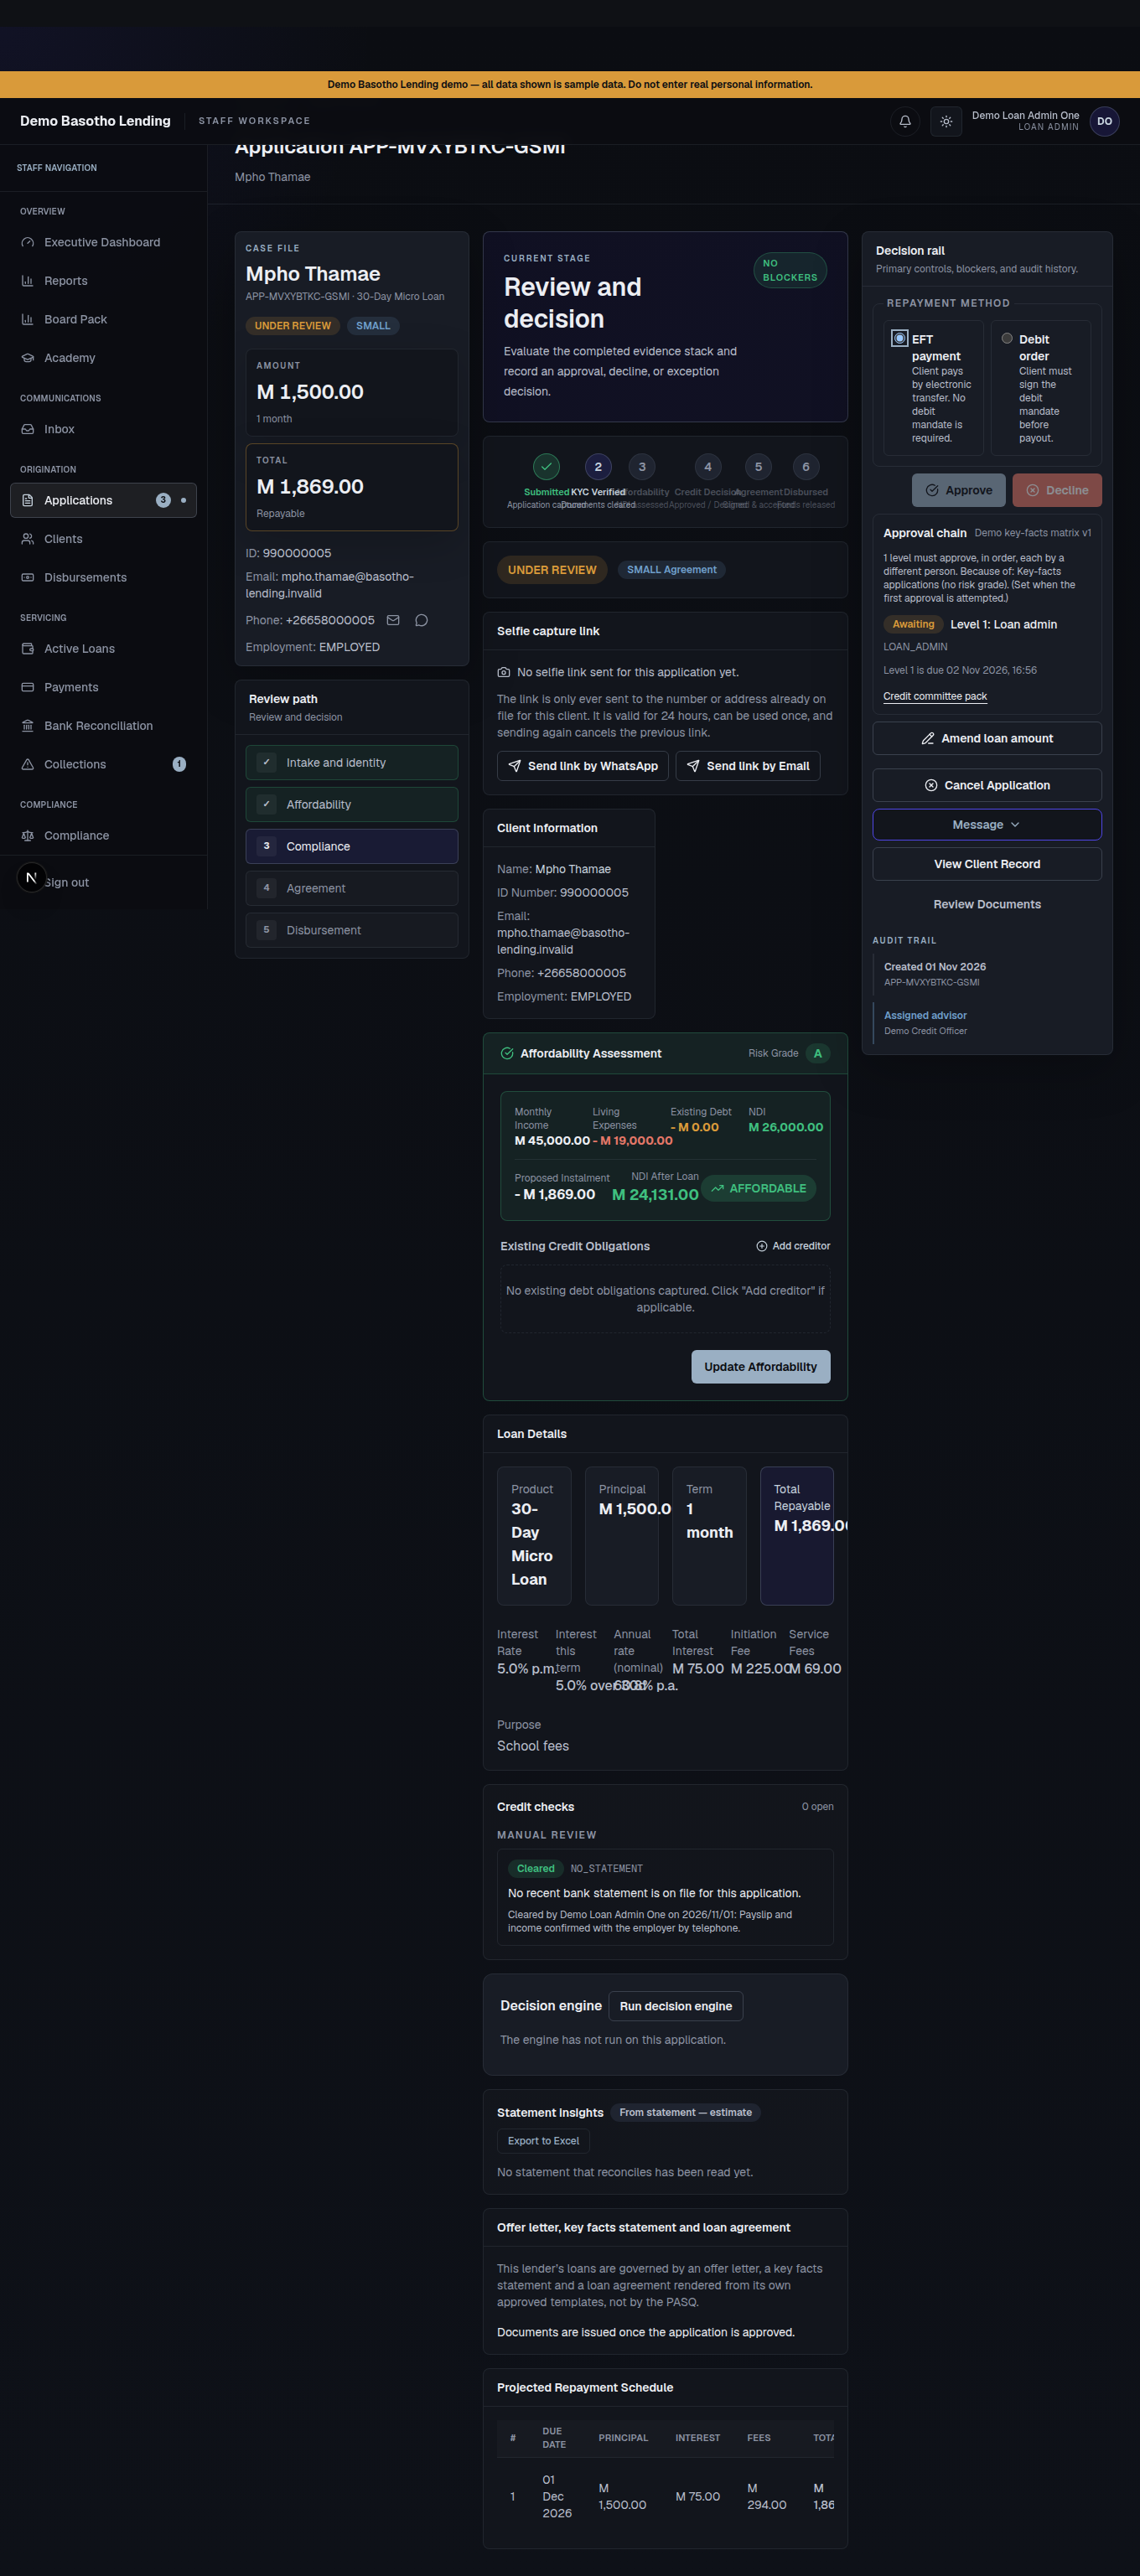 Demo Basotho Lending demo — all data shown is sample data. Do not enter real personal information.
Demo Basotho Lending
STAFF WORKSPACE
Demo Loan Admin One
LOAN ADMIN
DO
STAFF NAVIGATION
OVERVIEW
Executive Dashboard
Reports
Board Pack
Academy
COMMUNICATIONS
Inbox
ORIGINATION
Applications
3
Clients
Disbursements
SERVICING
Active Loans
Payments
Bank Reconciliation
Collections
1
COMPLIANCE
Compliance
N
Sign out
Application APP-MVXYBTKC-GSMI
Mpho Thamae
CASE FILE
Mpho Thamae
APP-MVXYBTKC-GSMI · 30-Day Micro Loan
UNDER REVIEW
SMALL
AMOUNT
M 1,500.00
1 month
TOTAL
M 1,869.00
Repayable
ID: 990000005
Email: mpho.thamae@basotho-
lending.invalid
Phone: +26658000005
Employment: EMPLOYED
Review path
Review and decision
✓ Intake and identity
✓ Affordability
3 Compliance
4 Agreement
5 Disbursement
CURRENT STAGE
NO
BLOCKERS
Review and
decision
Evaluate the completed evidence stack and
record an approval, decline, or exception
decision.
2
3
4
5
6
Submitted
KYC Verified
Credit Decision
Disbursed
UNDER REVIEW
SMALL Agreement
Selfie capture link
No selfie link sent for this application yet.
The link is only ever sent to the number or address already on
file for this client. It is valid for 24 hours, can be used once, and
sending again cancels the previous link.
Send link by WhatsApp
Send link by Email
Client Information
Name: Mpho Thamae
ID Number: 990000005
Email:
mpho.thamae@basotho-
lending.invalid
Phone: +26658000005
Employment: EMPLOYED
Affordability Assessment
Risk Grade
A
Monthly
Income
M 45,000.00
Living
Expenses
- M 19,000.00
Existing Debt
- M 0.00
NDI
M 26,000.00
Proposed Instalment
- M 1,869.00
NDI After Loan
M 24,131.00
AFFORDABLE
Existing Credit Obligations
Add creditor
No existing debt obligations captured. Click "Add creditor" if
applicable.
Update Affordability
Loan Details
Product
30-
Day
Micro
Loan
Principal
M 1,500.0
Term
1
month
Total
Repayable
M 1,869.00
Interest
Rate
5.0% p.m.
Interest
this
term
5.0% over
Annual
rate
(nominal)
% p.a.
Total
Interest
M 75.00
Initiation
Fee
M 225.00
Service
Fees
M 69.00
Purpose
School fees
Credit checks
0 open
MANUAL REVIEW
Cleared
NO_STATEMENT
No recent bank statement is on file for this application.
Cleared by Demo Loan Admin One on 2026/11/01: Payslip and
income confirmed with the employer by telephone.
Decision engine
Run decision engine
The engine has not run on this application.
Statement insights
From statement — estimate
Export to Excel
No statement that reconciles has been read yet.
Offer letter, key facts statement and loan agreement
This lender's loans are governed by an offer letter, a key facts
statement and a loan agreement rendered from its own
approved templates, not by the PASQ.
Documents are issued once the application is approved.
Projected Repayment Schedule
#
DUE
DATE
PRINCIPAL
INTEREST
FEES
TOTA
1
01
Dec
2026
M
1,500.00
M 75.00
M
294.00
M
1,86
Decision rail
Primary controls, blockers, and audit history.
REPAYMENT METHOD
EFT
payment
Client pays
by electronic
transfer. No
debit
mandate is
required.
Debit
order
Client must
sign the
debit
mandate
before
payout.
Approve
Decline
Approval chain
Demo key-facts matrix v1
1 level must approve, in order, each by a
different person. Because of: Key-facts
applications (no risk grade). (Set when the
first approval is attempted.)
Awaiting
Level 1: Loan admin
LOAN_ADMIN
Level 1 is due 02 Nov 2026, 16:56
Credit committee pack
Amend loan amount
Cancel Application
Message
View Client Record
Review Documents
AUDIT TRAIL
Created 01 Nov 2026
APP-MVXYBTKC-GSMI
Assigned advisor
Demo Credit Officer